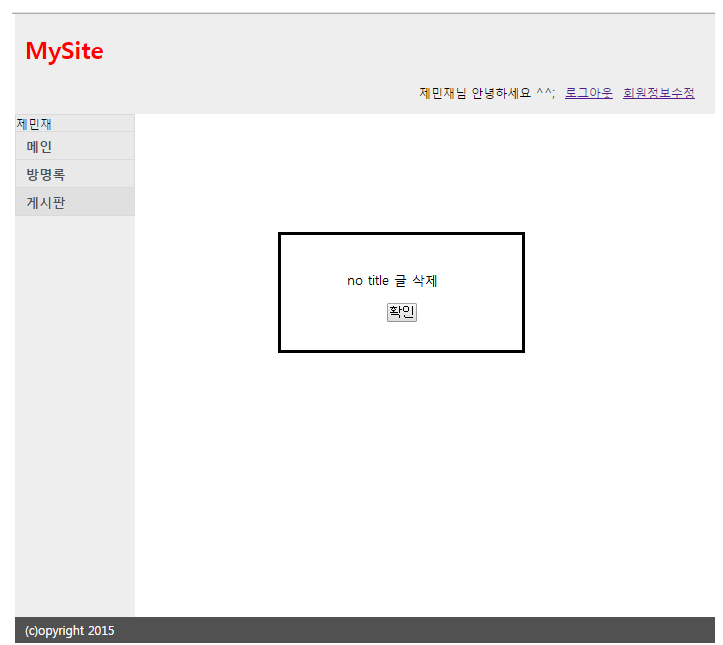 MySite
제민재님 안녕하세요 ^^; 로그아웃 회원정보수정
제민재
메인
방명록
게시판
no title 글 삭제
확인
(c)opyright 2015